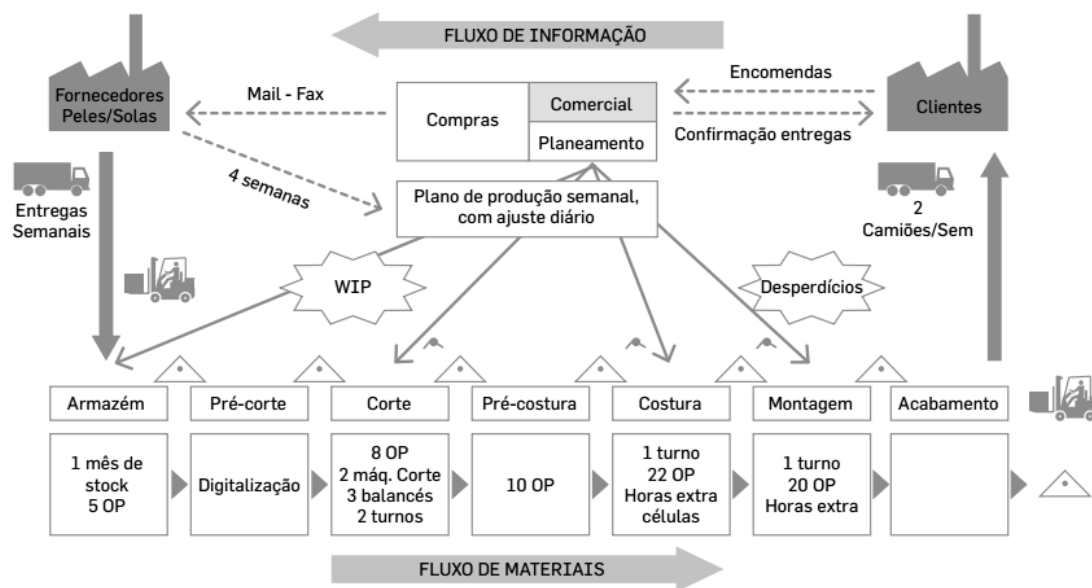 FLUXO DE INFORMAÇÃO
Fornecedores
Peles/Solas
Mail - Fax
Compras
Comercial
Planeamento
Encomendas
Confirmação entregas
Clientes
4 semanas
Entregas
Semanais
Plano de produção semanal,
com ajuste diário
2
Camiões/Sem
WIP
Desperdícios
Armazém
Pré-corte
Corte
Pré-costura
Costura
Montagem
Acabamento
1 mês de
stock
5 OP
Digitalização
8 OP
2 máq. Corte
3 balancés
2 turnos
10 OP
1 turno
22 OP
Horas extra
células
1 turno
20 OP
Horas extra
FLUXO DE MATERIAIS